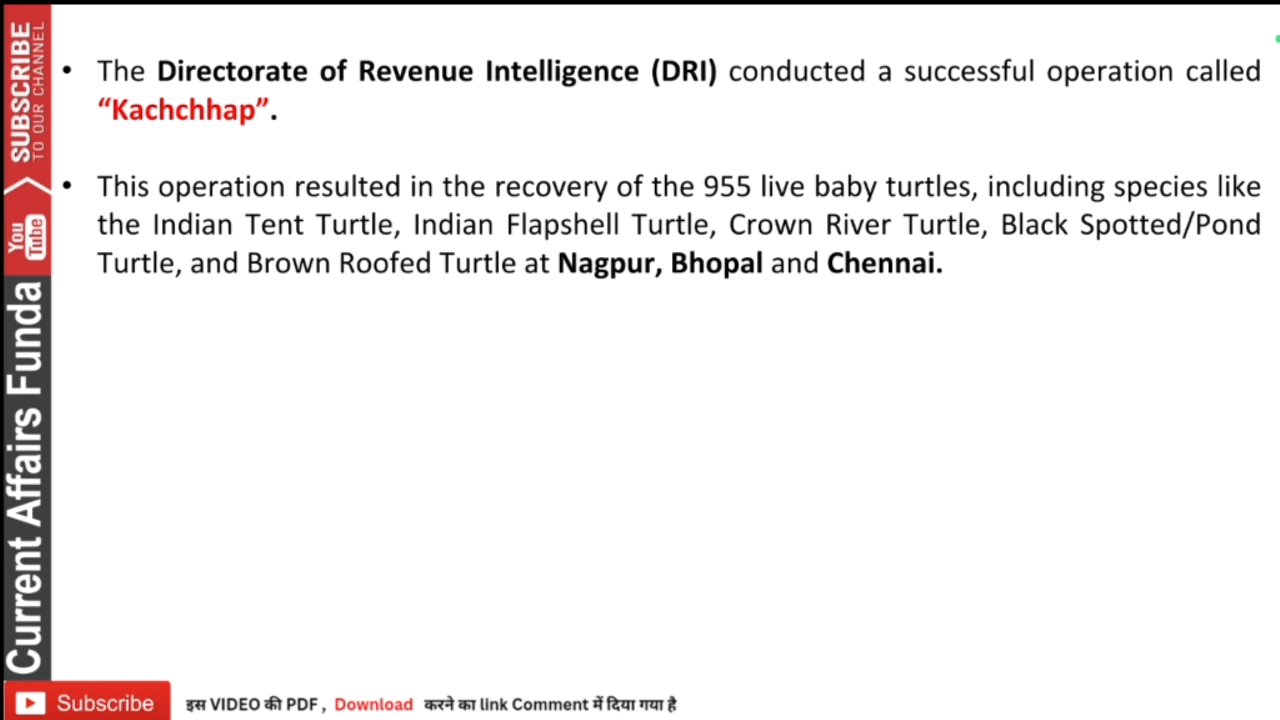 • The Directorate of Revenue Intelligence (DRI) conducted a successful operation called
“Kachchhap”.
• This operation resulted in the recovery of the 955 live baby turtles, including species like
the Indian Tent Turtle, Indian Flapshell Turtle, Crown River Turtle, Black Spotted/Pond
Turtle, and Brown Roofed Turtle at Nagpur, Bhopal and Chennai.
SUBSCRIBE
TO OUR CHANNEL
You
Tube
Current Affairs Funda
Subscribe
इस VIDEO की PDF , Download करने का link Comment में दिया गया है